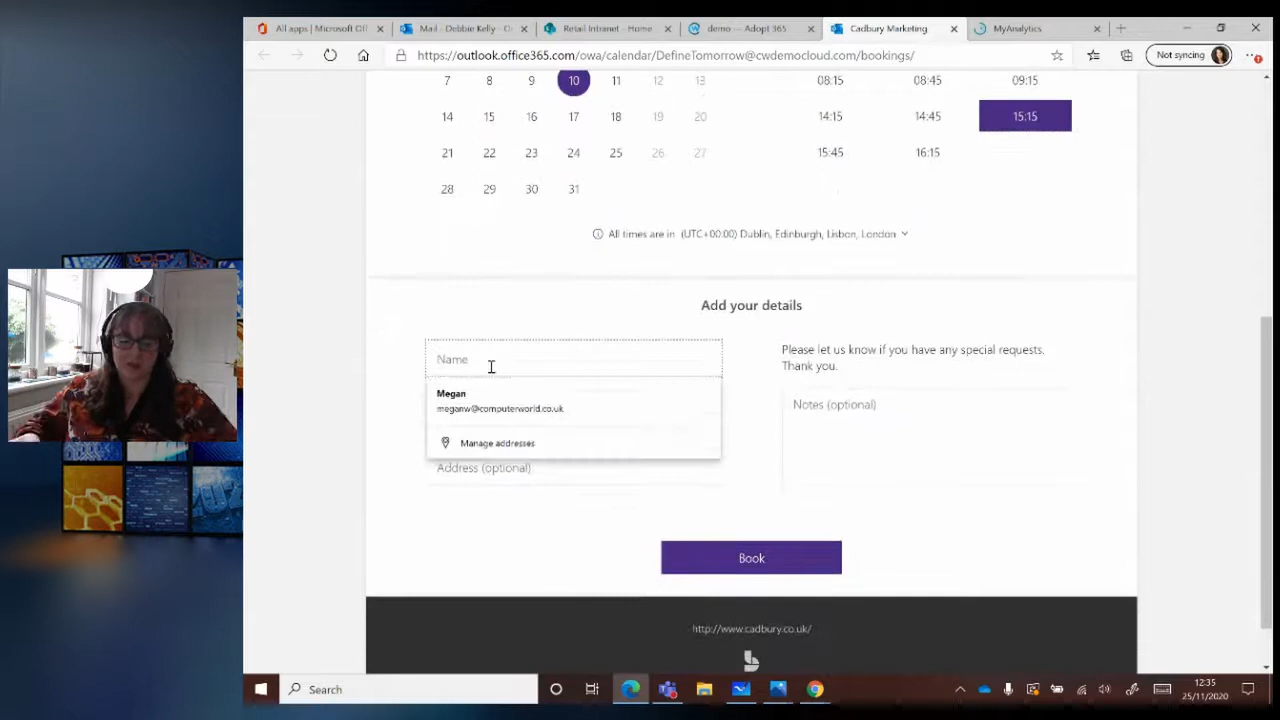 All apps | Microsoft Off
Mail - Debbie Kelly - O
Retail Intranet - Home
demo — Adopt 365
Cadbury Marketing
MyAnalytics
https://outlook.office365.com/owa/calendar/DefineTomorrow@cwdemocloud.com/bookings/
Not syncing
7 8 9 10 11 12 13
08:15 08:45 09:15
14 15 16 17 18 19 20
14:15 14:45 15:15
21 22 23 24 25 26 27
15:45 16:15
28 29 30 31
All times are in (UTC+00:00) Dublin, Edinburgh, Lisbon, London
Add your details
Name
Megan
meganw@computerworld.co.uk
Manage addresses
Address (optional)
Please let us know if you have any special requests.
Thank you.
Notes (optional)
Book
http://www.cadbury.co.uk/
Search
12:35
25/11/2020